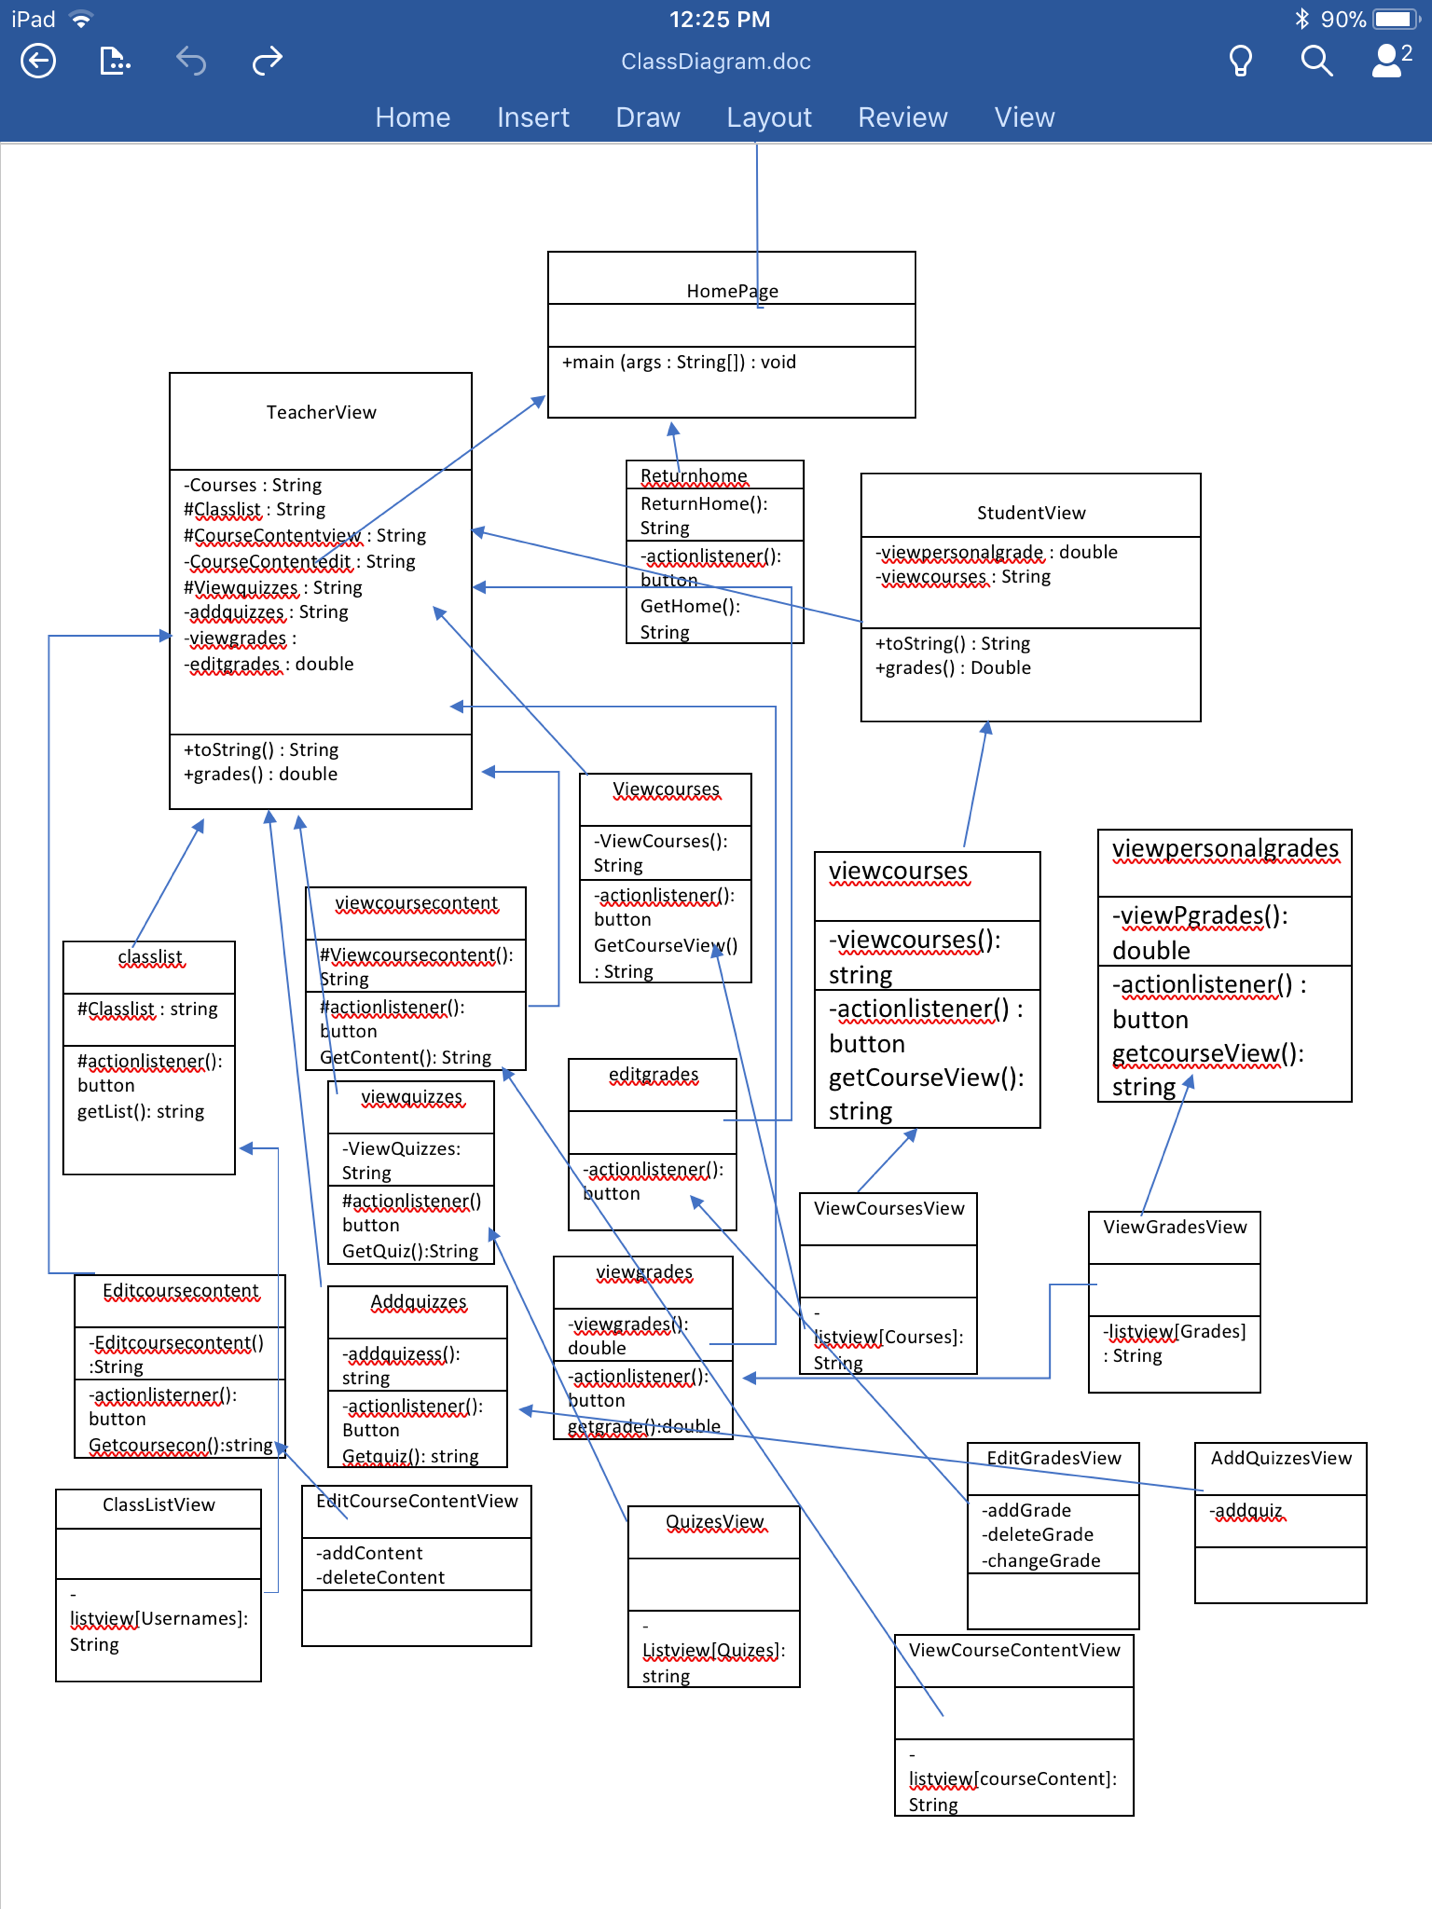 iPad
12:25 PM
90%
ClassDiagram.doc
2
Home Insert Draw Layout Review View
HomePage
+main (args : String[]) : void
TeacherView
-Courses : String
#Classlist : String
#CourseContentview : String
-CourseContentedit : String
#Viewquizzes : String
-addquizzes : String
-viewgrades :
-editgrades : double
+toString() : String
+grades() : double
Returnhome
ReturnHome():
String
-actionlistener():
button
GetHome():
String
StudentView
-viewpersonalgrade : double
-viewcourses : String
+toString() : String
+grades() : Double
Viewcourses
-ViewCourses():
String
-actionlistener():
button
GetCourseView()
: String
viewcourses
-viewcourses():
string
-actionlistener() :
button
getCourseView():
string
viewpersonalgrades
-viewPgrades():
double
-actionlistener() :
button
getcourseView():
string
viewcoursecontent
#Viewcoursecontent():
String
#actionlistener():
button
GetContent(): String
classlist
#Classlist : string
#actionlistener():
button
getList(): string
viewquizzes
-ViewQuizzes:
String
#actionlistener()
button
GetQuiz():String
editgrades
-actionlistener():
button
ViewCoursesView
-
listview[Courses]:
String
ViewGradesView
-listview[Grades]
: String
Editcoursecontent
-Editcoursecontent()
:String
-actionlisterner():
button
Getcoursecon():string
Addquizzes
-addquizess():
string
-actionlistener():
Button
Getquiz(): string
viewgrades
-viewgrades():
double
-actionlistener():
button
getgrade():double
EditGradesView
-addGrade
-deleteGrade
-changeGrade
AddQuizzesView
-addquiz
ClassListView
-
listview[Usernames]:
String
EditCourseContentView
-addContent
-deleteContent
QuizesView
-
Listview[Quizes]:
string
ViewCourseContentView
-
listview[courseContent]:
String